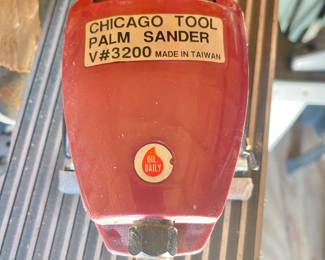 CHICAGO TOOL
PALM SANDER
V#3200 MADE IN TAIWAN
OIL
DAILY